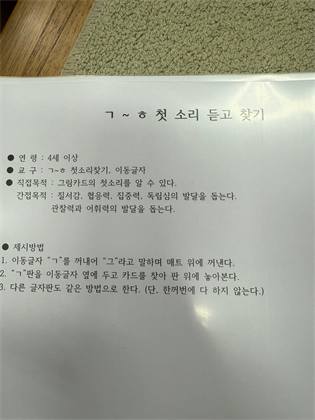 ㄱ ~ ㅎ 첫 소리 듣고 찾기
● 연 령 : 4세 이상
● 교 구 : ㄱ~ㅎ 첫소리찾기, 이동글자
● 직접목적 : 그림카드의 첫소리를 알 수 있다.
간접목적 : 질서감, 협응력, 집중력, 독립심의 발달을 돕는다.
관찰력과 어휘력의 발달을 돕는다.
● 제시방법
1. 이동글자 "ㄱ"를 꺼내어 "그"라고 말하며 매트 위에 꺼낸다.
2. "ㄱ"판을 이동글자 옆에 두고 카드를 찾아 판 위에 놓아본다.
3. 다른 글자판도 같은 방법으로 한다. (단, 한꺼번에 다 하지 않는다.)